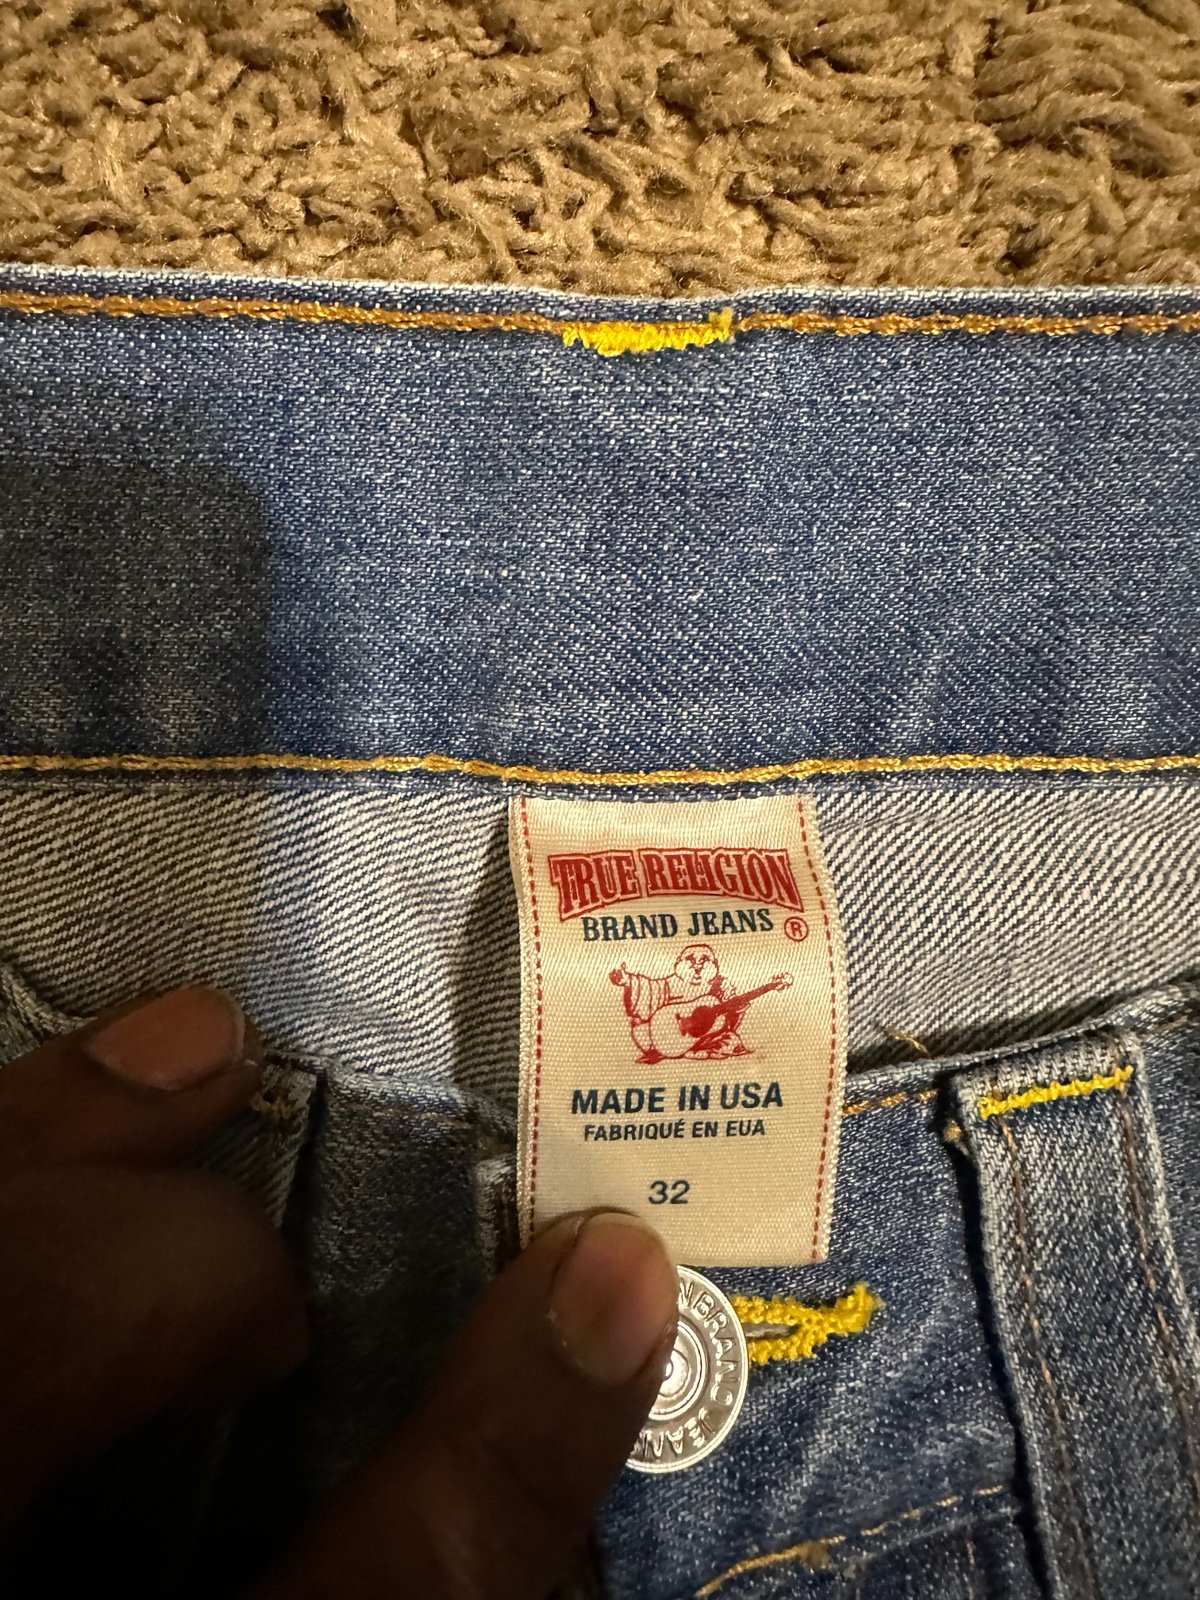 TRUE RELIGION
BRAND JEANS ®
MADE IN USA
FABRIQUÉ EN EUA
32
BRAND JEANS